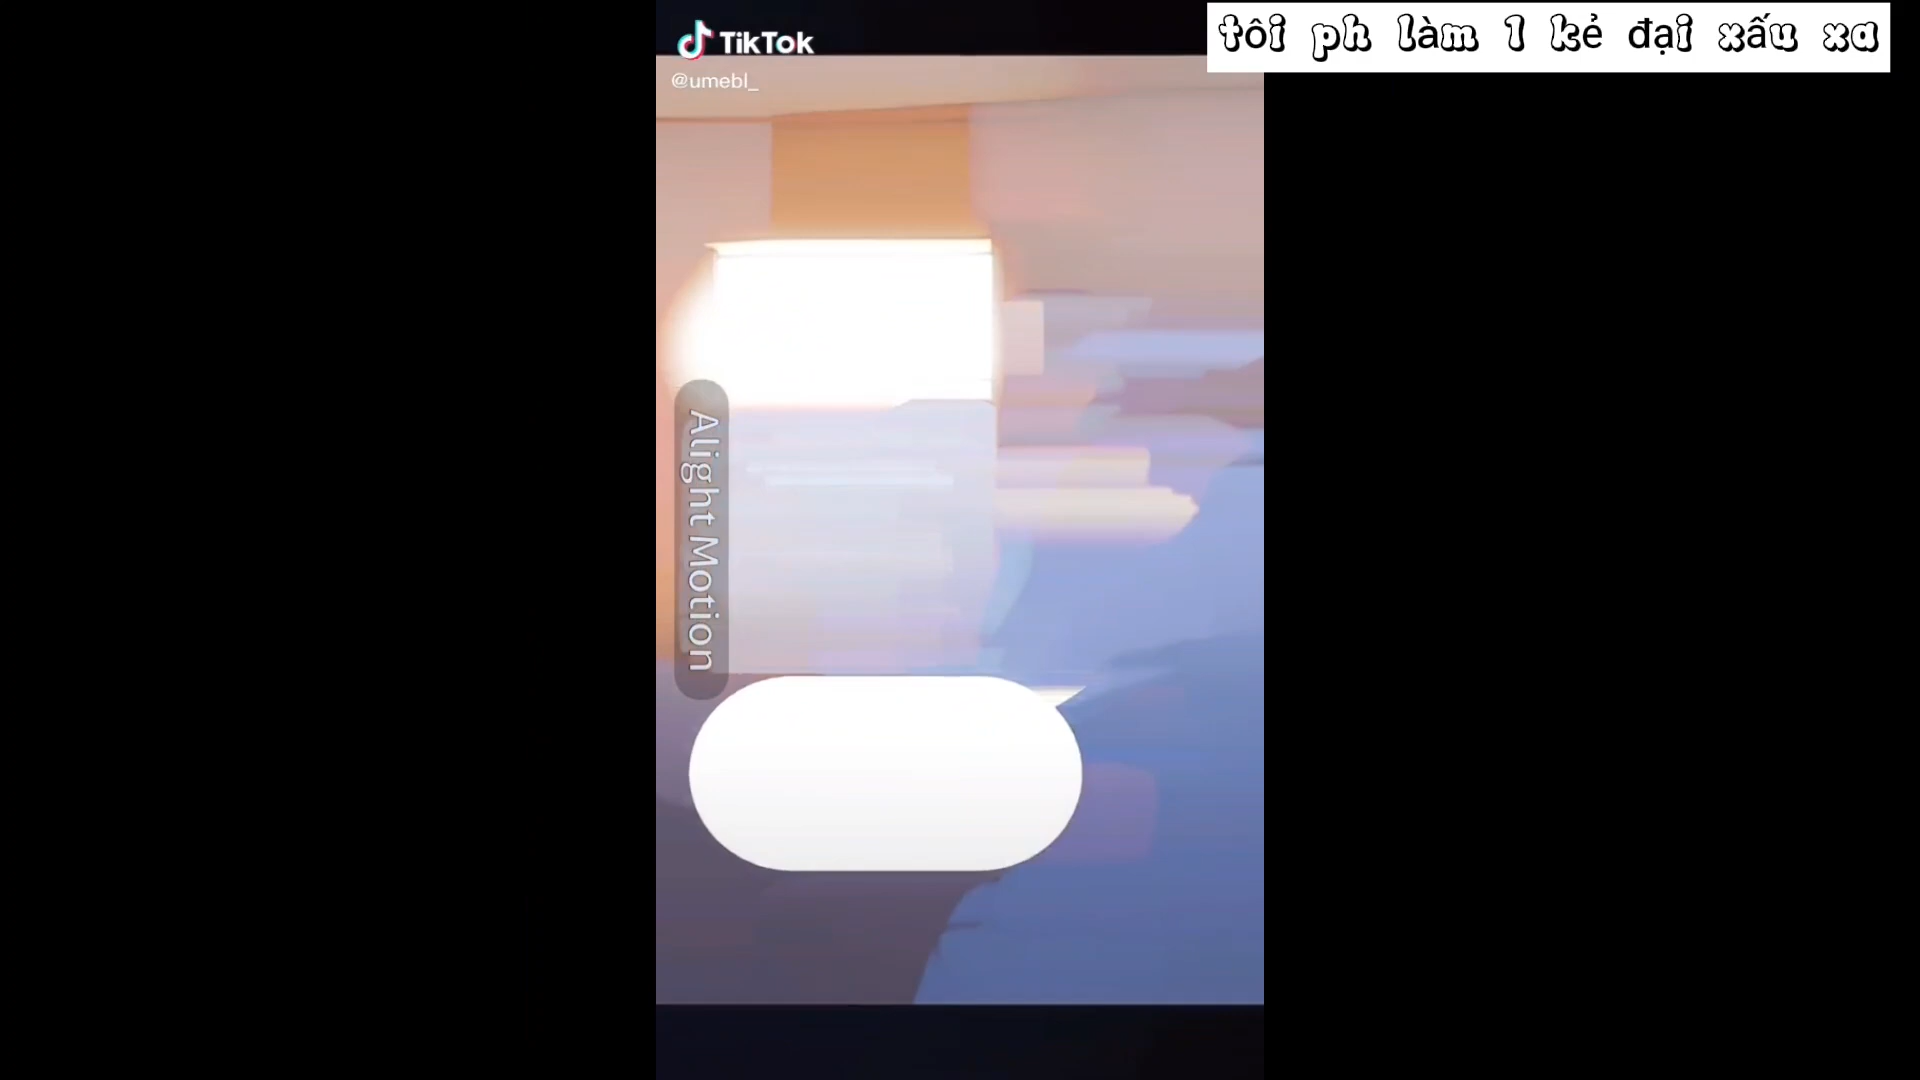 TikTok
@umebl_
tôi ph làm 1 kẻ đại xấu xa
Alight Motion